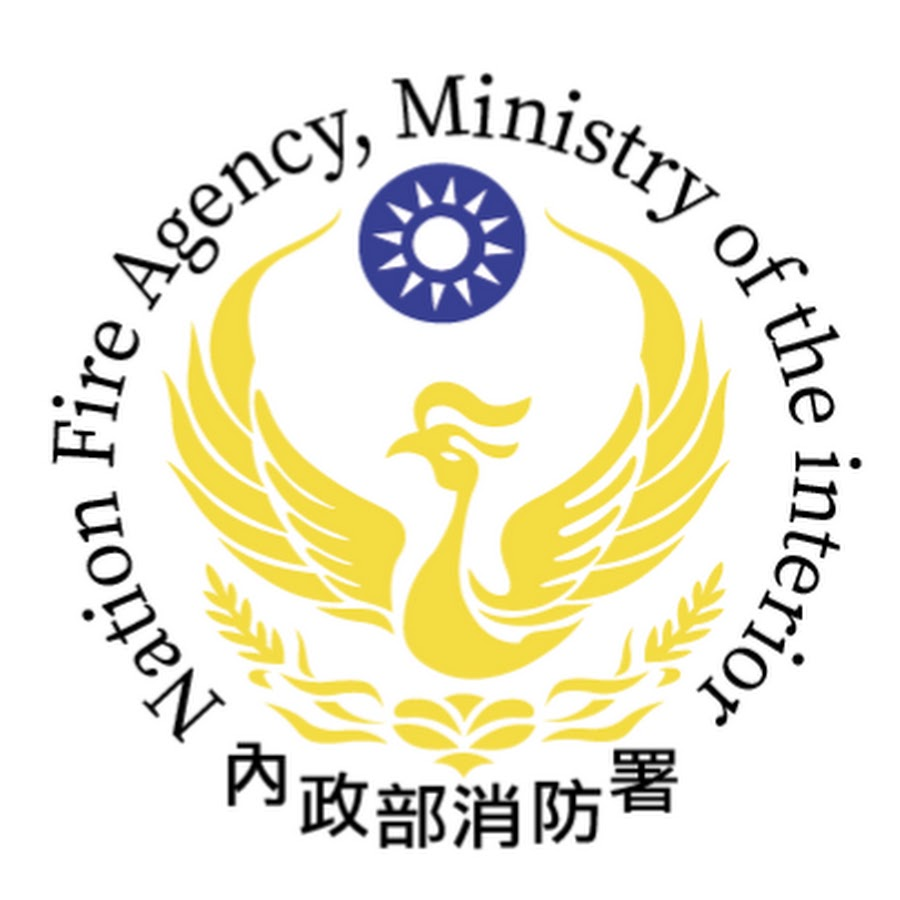 Nation Fire Agency, Ministry of the interior
內政部消防署